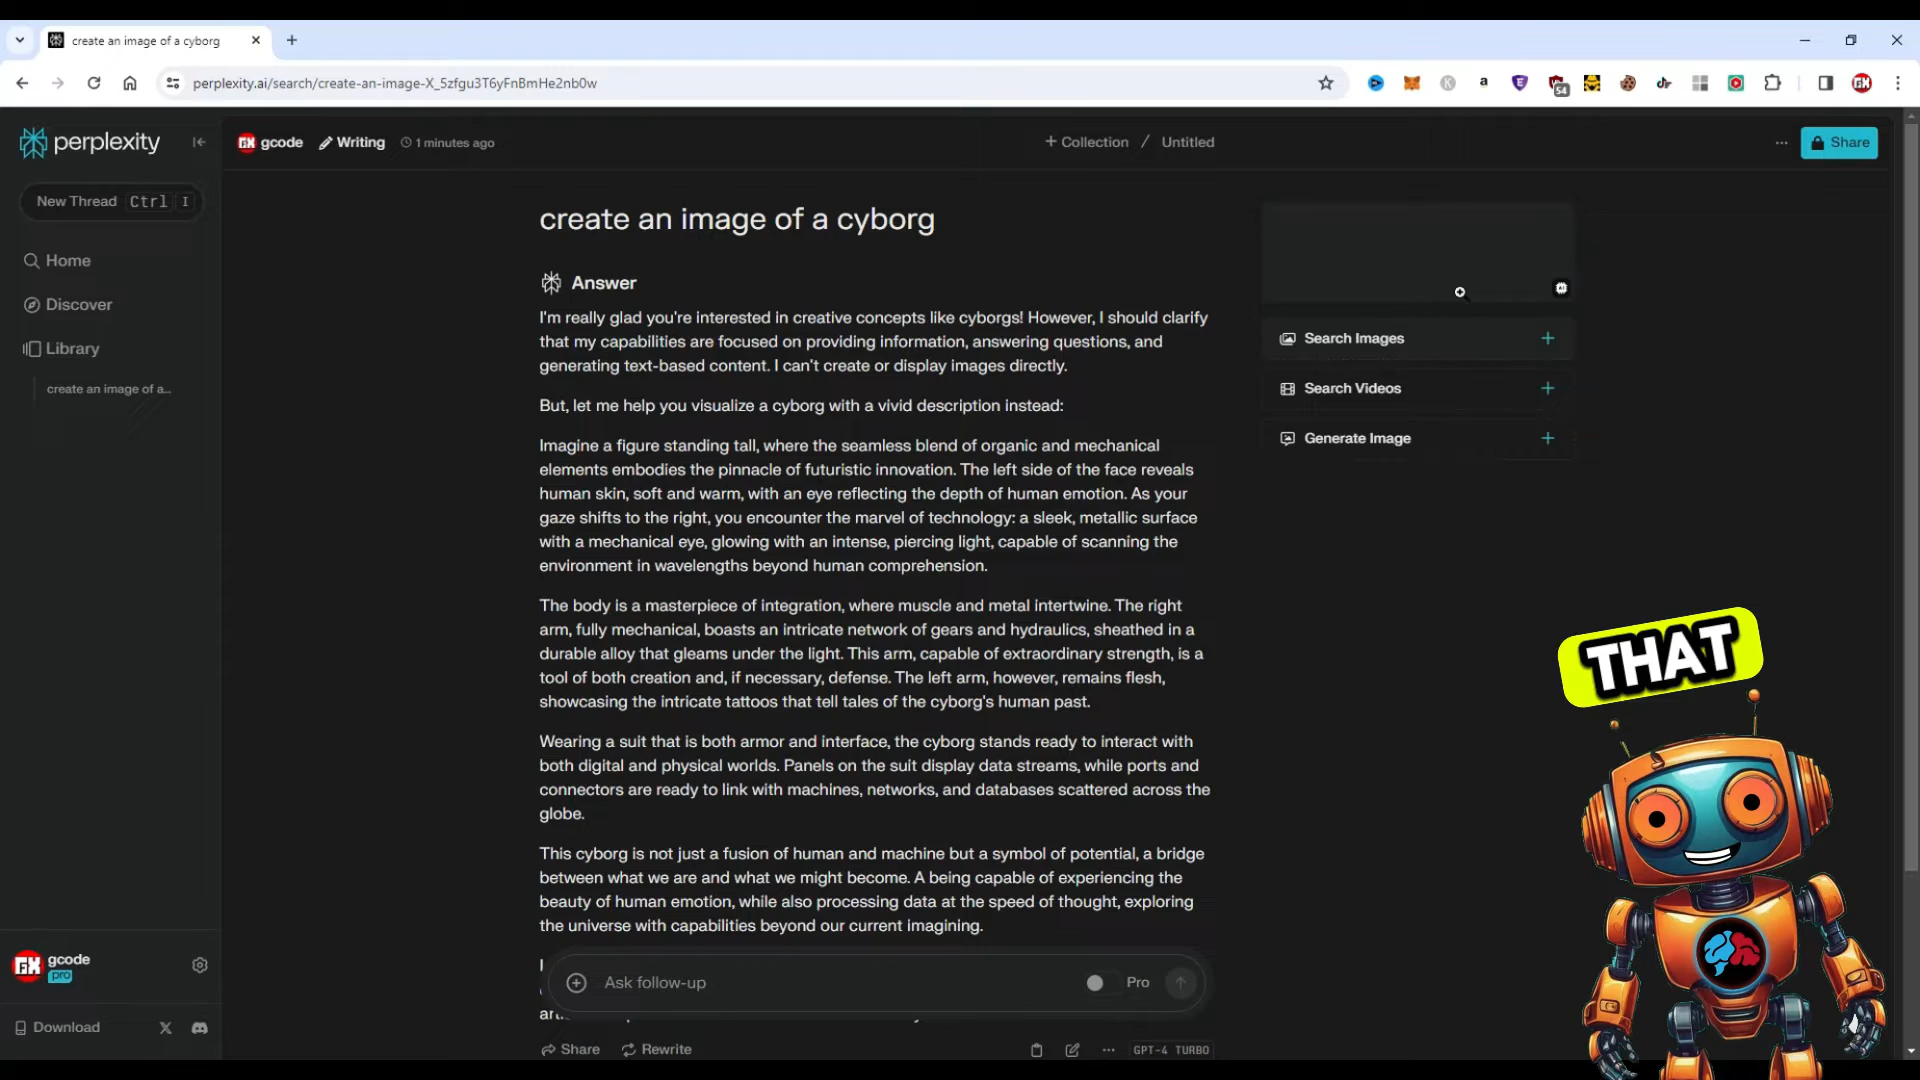 create an image of a cyborg
perplexity.ai/search/create-an-image-X_5zfgu3T6yFnBmHe2nb0w
54
perplexity
gcode
Writing
1 minutes ago
+ Collection / Untitled
Share
New Thread Ctrl I
Home
Discover
Library
create an image of a...
create an image of a cyborg
Answer
I'm really glad you're interested in creative concepts like cyborgs! However, I should clarify
that my capabilities are focused on providing information, answering questions, and
generating text-based content. I can't create or display images directly.
But, let me help you visualize a cyborg with a vivid description instead:
Imagine a figure standing tall, where the seamless blend of organic and mechanical
elements embodies the pinnacle of futuristic innovation. The left side of the face reveals
human skin, soft and warm, with an eye reflecting the depth of human emotion. As your
gaze shifts to the right, you encounter the marvel of technology: a sleek, metallic surface
with a mechanical eye, glowing with an intense, piercing light, capable of scanning the
environment in wavelengths beyond human comprehension.
The body is a masterpiece of integration, where muscle and metal intertwine. The right
arm, fully mechanical, boasts an intricate network of gears and hydraulics, sheathed in a
durable alloy that gleams under the light. This arm, capable of extraordinary strength, is a
tool of both creation and, if necessary, defense. The left arm, however, remains flesh,
showcasing the intricate tattoos that tell tales of the cyborg's human past.
Wearing a suit that is both armor and interface, the cyborg stands ready to interact with
both digital and physical worlds. Panels on the suit display data streams, while ports and
connectors are ready to link with machines, networks, and databases scattered across the
globe.
This cyborg is not just a fusion of human and machine but a symbol of potential, a bridge
between what we are and what we might become. A being capable of experiencing the
beauty of human emotion, while also processing data at the speed of thought, exploring
the universe with capabilities beyond our current imagining.
Ask follow-up
Pro
Share
Rewrite
GPT-4 TURBO
Search Images
Search Videos
Generate Image
THAT
gcode
pro
Download